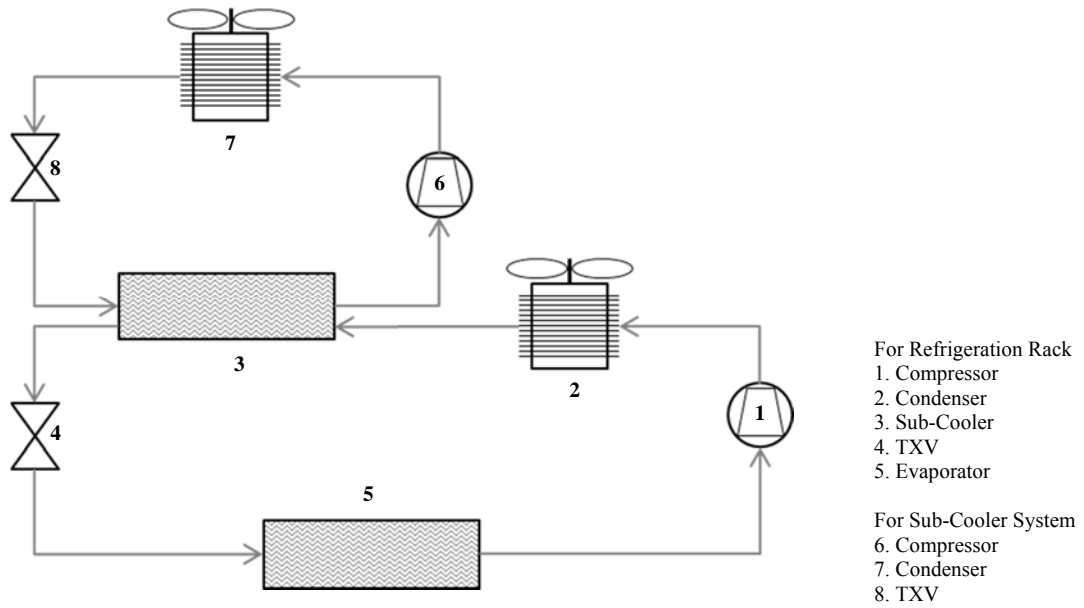 7
8
6
3
2
1
4
5
For Refrigeration Rack
1. Compressor
2. Condenser
3. Sub-Cooler
4. TXV
5. Evaporator
For Sub-Cooler System
6. Compressor
7. Condenser
8. TXV